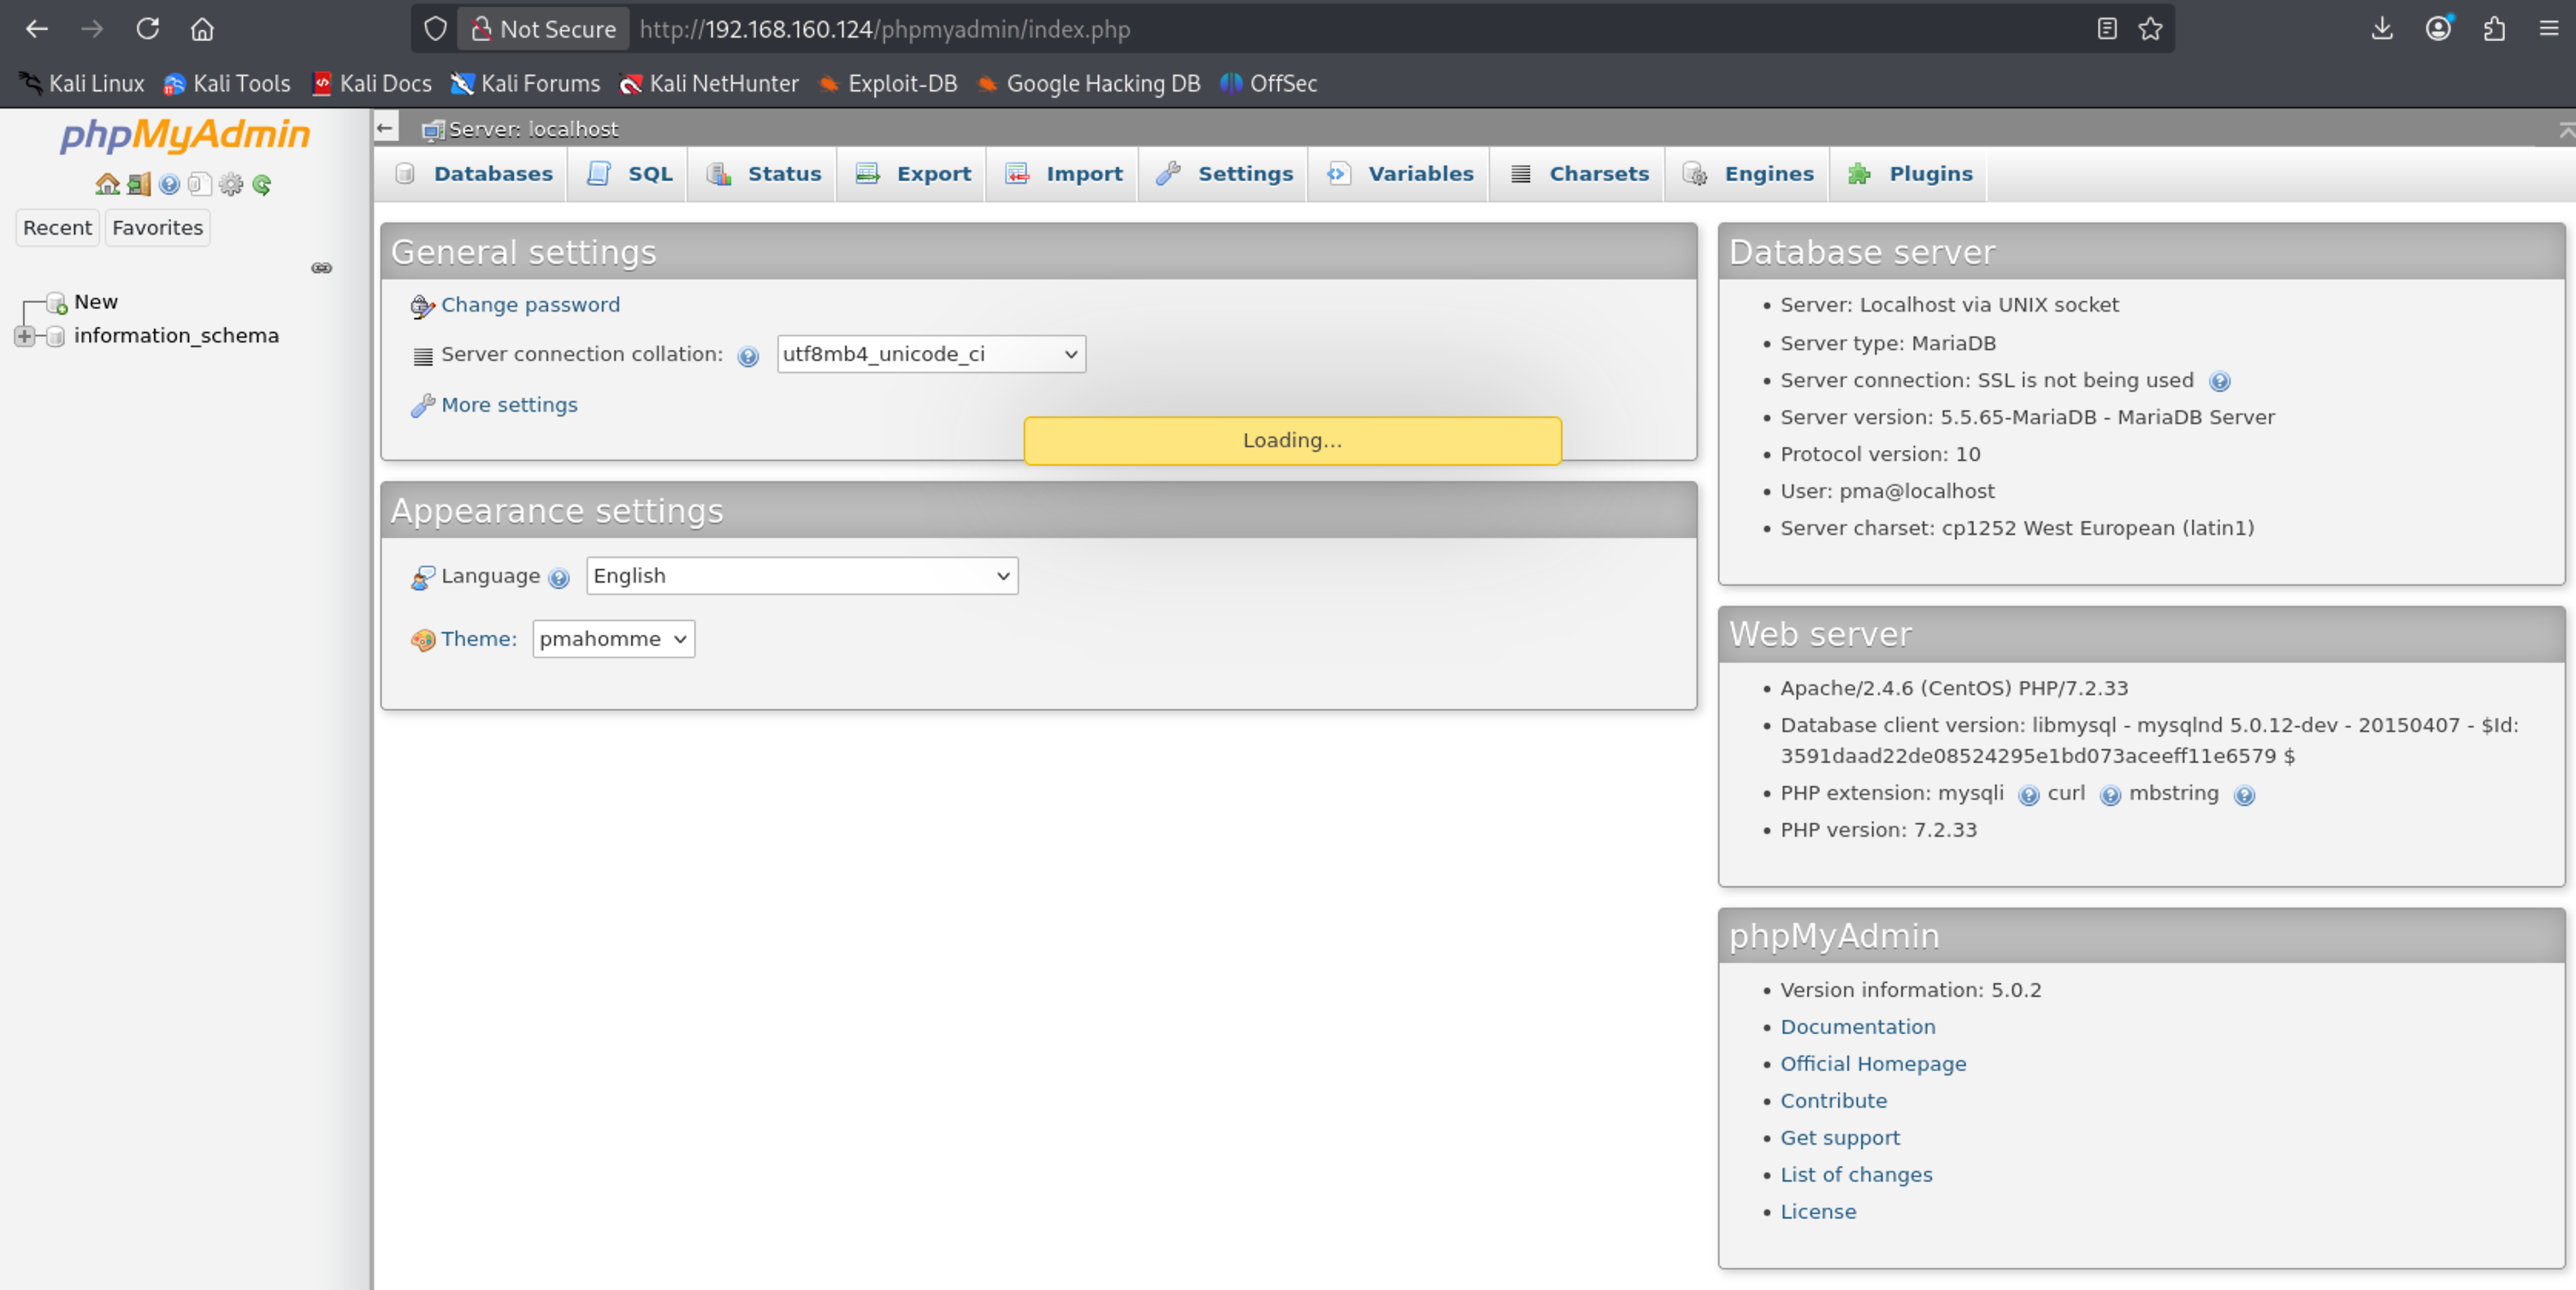 Not Secure http://192.168.160.124/phpmyadmin/index.php
Kali Linux Kali Tools Kali Docs Kali Forums Kali NetHunter Exploit-DB Google Hacking DB OffSec
phpMyAdmin
Recent Favorites
New
information_schema
Server: localhost
Databases SQL Status Export Import Settings Variables Charsets Engines Plugins
General settings
Change password
Server connection collation: utf8mb4_unicode_ci
More settings
Loading...
Appearance settings
Language English
Theme: pmahomme
Database server
Server: Localhost via UNIX socket
Server type: MariaDB
Server connection: SSL is not being used
Server version: 5.5.65-MariaDB - MariaDB Server
Protocol version: 10
User: pma@localhost
Server charset: cp1252 West European (latin1)
Web server
Apache/2.4.6 (CentOS) PHP/7.2.33
Database client version: libmysql - mysqlnd 5.0.12-dev - 20150407 - $Id:
3591daad22de08524295e1bd073aceeff11e6579 $
PHP extension: mysqli curl mbstring
PHP version: 7.2.33
phpMyAdmin
Version information: 5.0.2
Documentation
Official Homepage
Contribute
Get support
List of changes
License